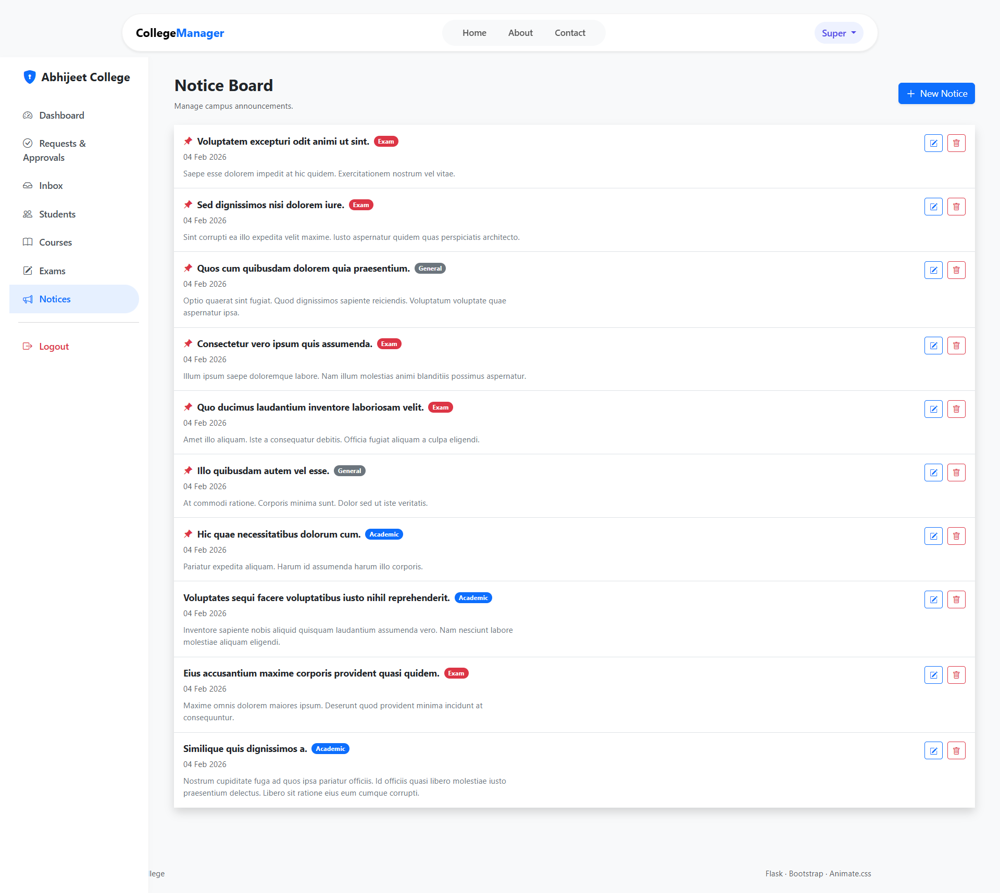 CollegeManager
Home
About
Contact
Super
Abhijeet College
Dashboard
Requests &
Approvals
Inbox
Students
Courses
Exams
Notices
Logout
Notice Board
Manage campus announcements.
New Notice
Voluptatem excepturi odit animi ut sint. Exam
04 Feb 2026
Saepe esse dolorem impedit at hic quidem. Exercitationem nostrum vel vitae.
Sed dignissimos nisi dolorem iure. Exam
04 Feb 2026
Sint corrupti ea illo expedita velit maxime. Iusto aspernatur quidem quas perspiciatis architecto.
Quos cum quibusdam dolorem quia praesentium. General
04 Feb 2026
Optio quaerat sint fugiat. Quod dignissimos sapiente reiciendis. Voluptatum voluptate quae
aspernatur ipsa.
Consectetur vero ipsum quis assumenda. Exam
04 Feb 2026
Illum ipsum saepe doloremque labore. Nam illum molestias animi blanditiis possimus aspernatur.
Quo ducimus laudantium inventore laboriosam velit. Exam
04 Feb 2026
Amet illo aliquam. Iste a consequatur debitis. Officia fugiat aliquam a culpa eligendi.
Illo quibusdam autem vel esse. General
04 Feb 2026
At commodi ratione. Corporis minima sunt. Dolor sed ut iste veritatis.
Hic quae necessitatibus dolorum cum. Academic
04 Feb 2026
Pariatur expedita aliquam. Harum id assumenda harum illo corporis.
Voluptates sequi facere voluptatibus iusto nihil reprehenderit. Academic
04 Feb 2026
Inventore sapiente nobis aliquid quisquam laudantium assumenda vero. Nam nesciunt labore
molestiae aliquam eligendi.
Eius accusantium maxime corporis provident quasi quidem. Exam
04 Feb 2026
Maxime omnis dolorem maiores ipsum. Deserunt quod provident minima incidunt at
consequuntur.
Similique quis dignissimos a. Academic
04 Feb 2026
Nostrum cupiditate fuga ad quos ipsa pariatur officiis. Id officiis quasi libero molestiae iusto
praesentium delectus. Libero sit ratione eius eum cumque corrupti.
llege
Flask · Bootstrap · Animate.css